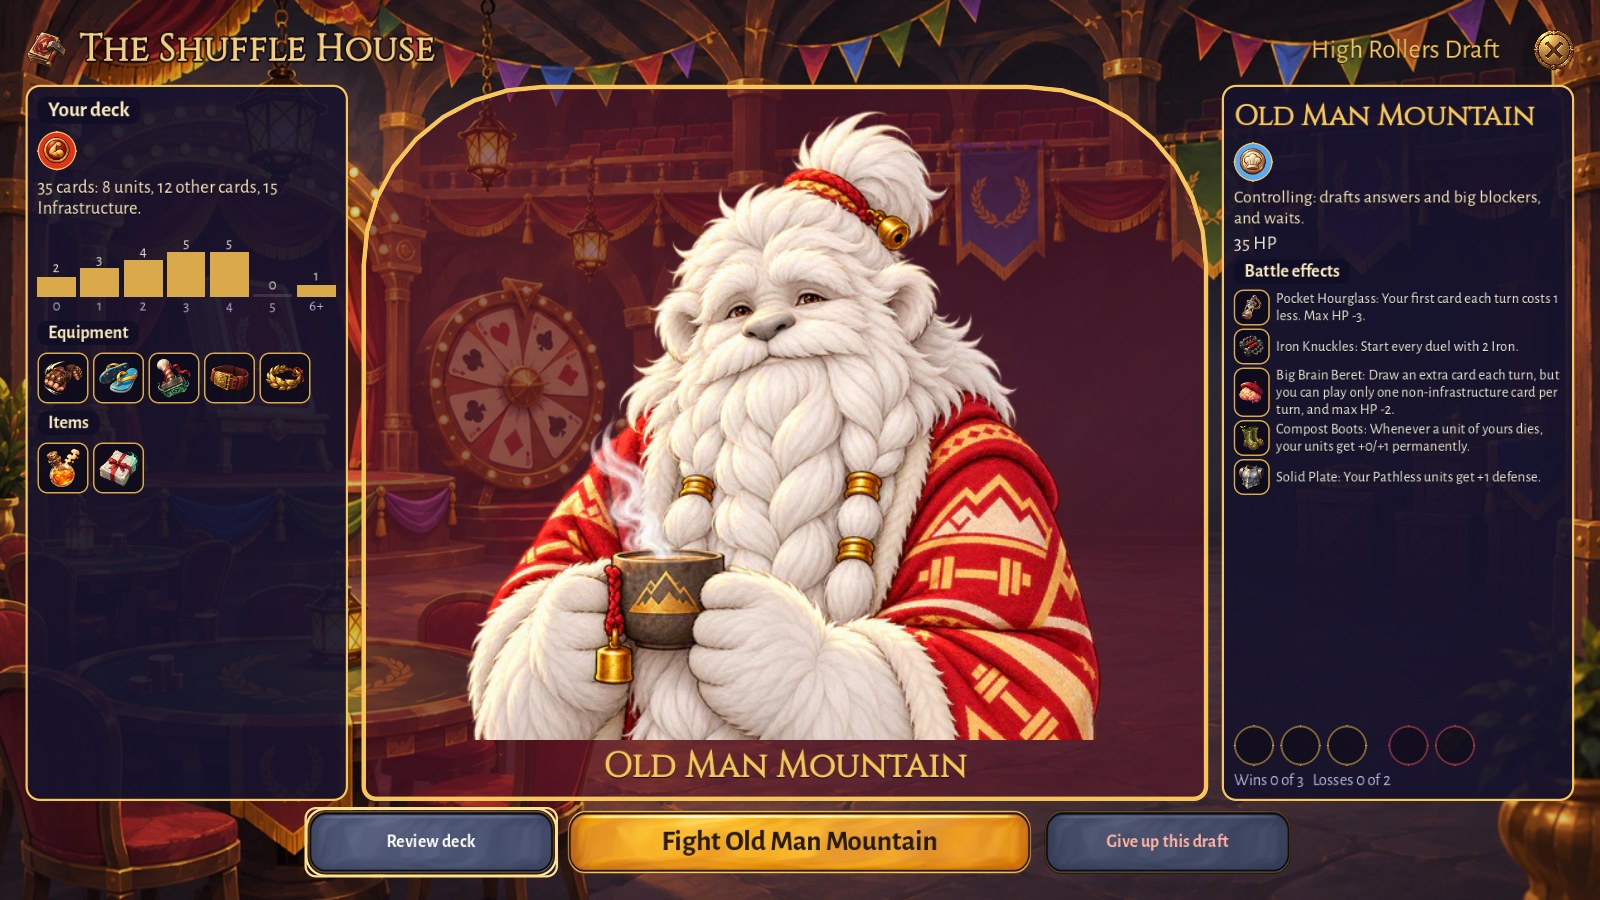 The Shuffle House
High Rollers Draft
Your deck
35 cards: 8 units, 12 other cards, 15
Infrastructure.
2 3 4 5 5 0 1
0 1 2 3 4 5 6+
Equipment
Items
Old Man Mountain
Old Man Mountain
Controlling: drafts answers and big blockers,
and waits.
35 HP
Battle effects
Pocket Hourglass: Your first card each turn costs 1
less. Max HP -3.
Iron Knuckles: Start every duel with 2 Iron.
Big Brain Beret: Draw an extra card each turn, but
you can play only one non-infrastructure card per
turn, and max HP -2.
Compost Boots: Whenever a unit of yours dies,
your units get +0/+1 permanently.
Solid Plate: Your Pathless units get +1 defense.
Wins 0 of 3 Losses 0 of 2
Review deck
Fight Old Man Mountain
Give up this draft